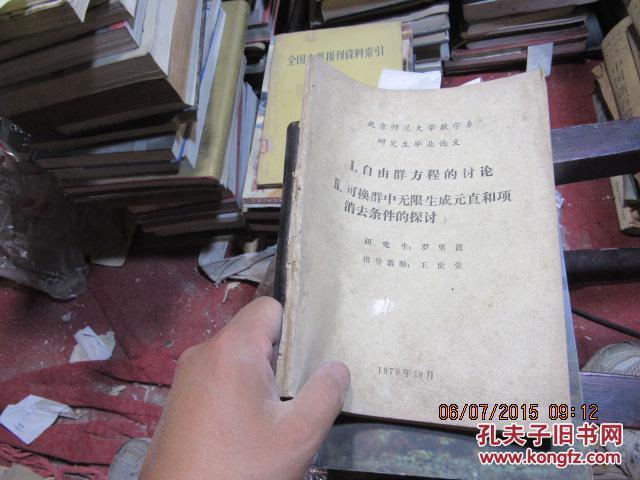 全国主要报刊资料索引
北京师范大学数学系
研究生毕业论文
I. 自由群方程的讨论
II. 可换群中无限生成元直和项
消去条件的探讨
研究生：罗里波
指导教师：王世强
1979年10月
06/07/2015 09:12
孔夫子旧书网
www.kongfz.com